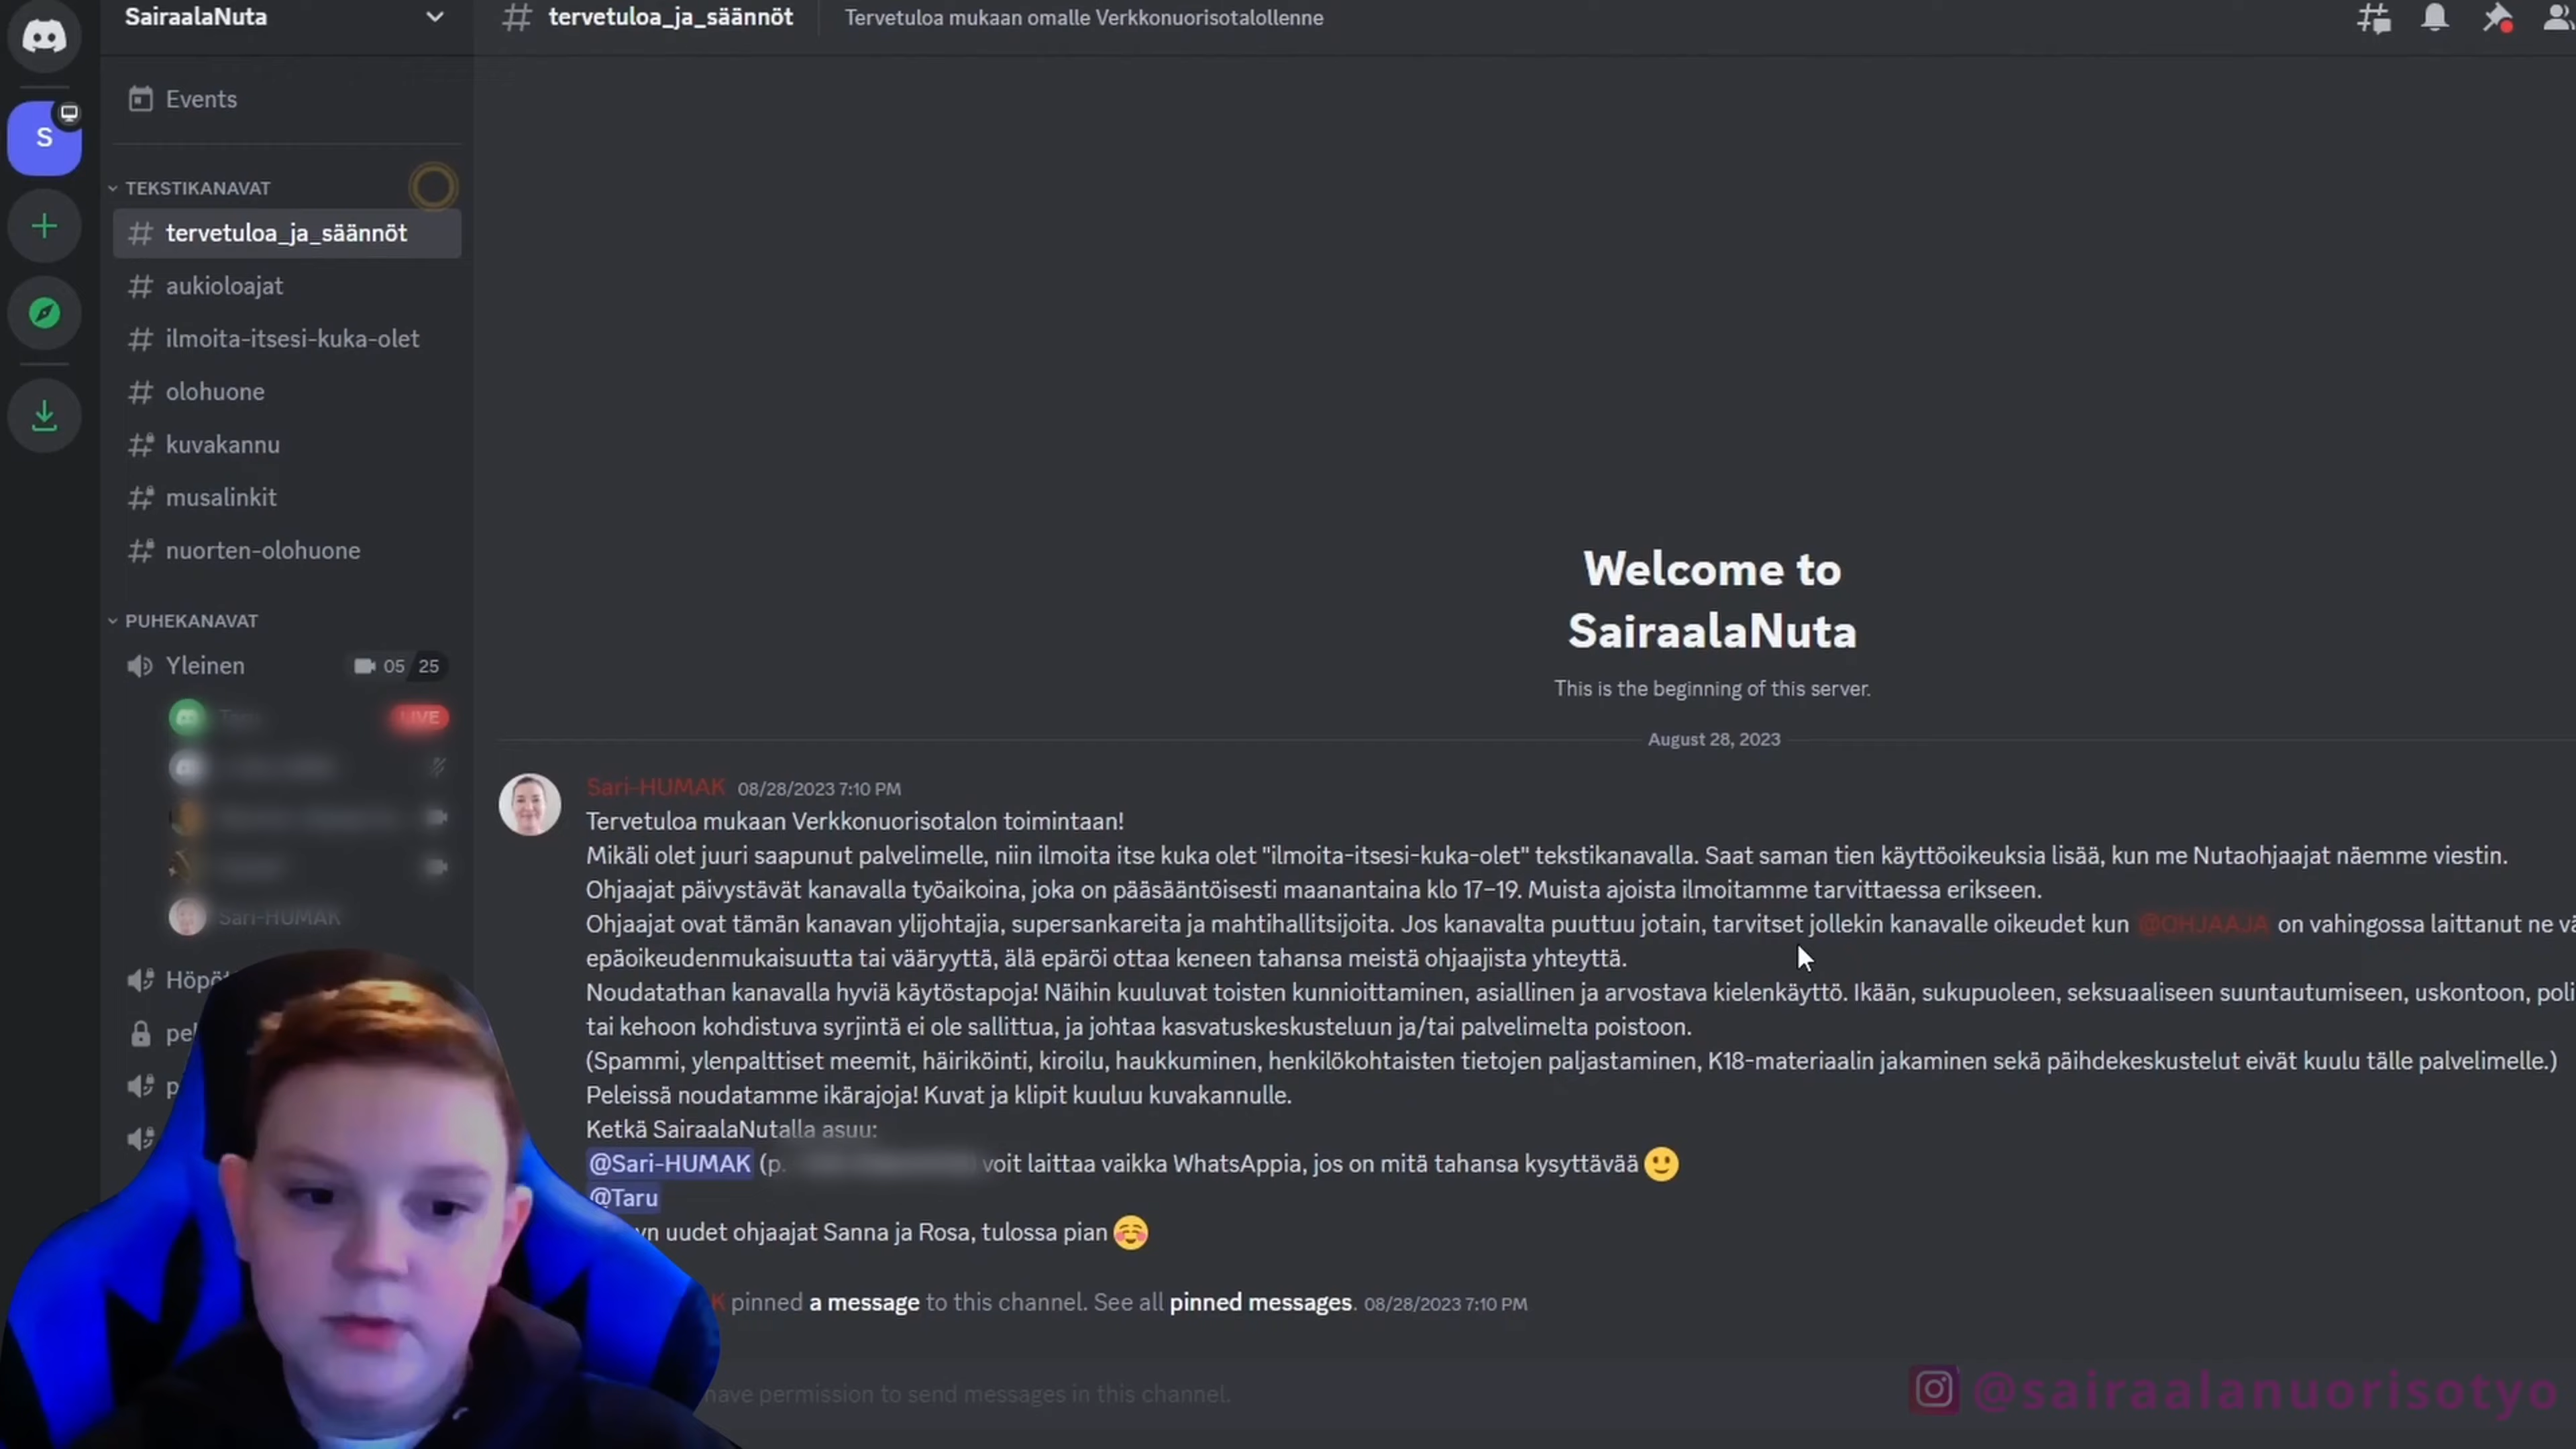 SairaalaNuta
tervetuloa_ja_säännöt
Tervetuloa mukaan omalle Verkkonuorisotalollenne
S
Events
TEKSTIKANAVAT
tervetuloa_ja_säännöt
aukioloajat
ilmoita-itsesi-kuka-olet
olohuone
kuvakannu
musalinkit
nuorten-olohuone
PUHEKANAVAT
Yleinen 05 25
LIVE
Sari-HUMAK
Welcome to
SairaalaNuta
This is the beginning of this server.
August 28, 2023
Sari-HUMAK 08/28/2023 7:10 PM
Tervetuloa mukaan Verkkonuorisotalon toimintaan!
Mikäli olet juuri saapunut palvelimelle, niin ilmoita itse kuka olet "ilmoita-itsesi-kuka-olet" tekstikanavalla. Saat saman tien käyttöoikeuksia lisää, kun me Nutaohjaajat näemme viestin.
Ohjaajat päivystävät kanavalla työaikoina, joka on pääsääntöisesti maanantaina klo 17–19. Muista ajoista ilmoitamme tarvittaessa erikseen.
Ohjaajat ovat tämän kanavan ylijohtajia, supersankareita ja mahtihallitsijoita. Jos kanavalta puuttuu jotain, tarvitset jollekin kanavalle oikeudet kun @OHJAAJA on vahingossa laittanut ne
epäoikeudenmukaisuutta tai vääryyttä, älä epäröi ottaa keneen tahansa meistä ohjaajista yhteyttä.
Noudatathan kanavalla hyviä käytöstapoja! Näihin kuuluvat toisten kunnioittaminen, asiallinen ja arvostava kielenkäyttö. Ikään, sukupuoleen, seksuaaliseen suuntautumiseen, uskontoon, poli
tai kehoon kohdistuva syrjintä ei ole sallittua, ja johtaa kasvatuskeskusteluun ja/tai palvelimelta poistoon.
(Spammi, ylenpalttiset meemit, häiriköinti, kiroilu, haukkuminen, henkilökohtaisten tietojen paljastaminen, K18-materiaalin jakaminen sekä päihdekeskustelut eivät kuulu tälle palvelimelle.)
Peleissä noudatamme ikärajoja! Kuvat ja klipit kuuluu kuvakannulle.
Ketkä SairaalaNutalla asuu:
@Sari-HUMAK (p. voit laittaa vaikka WhatsAppia, jos on mitä tahansa kysyttävää 🙂
@Taru
uudet ohjaajat Sanna ja Rosa, tulossa pian ☺️
K pinned a message to this channel. See all pinned messages. 08/28/2023 7:10 PM
have permission to send messages in this channel.
@sairaalanuorisotyo